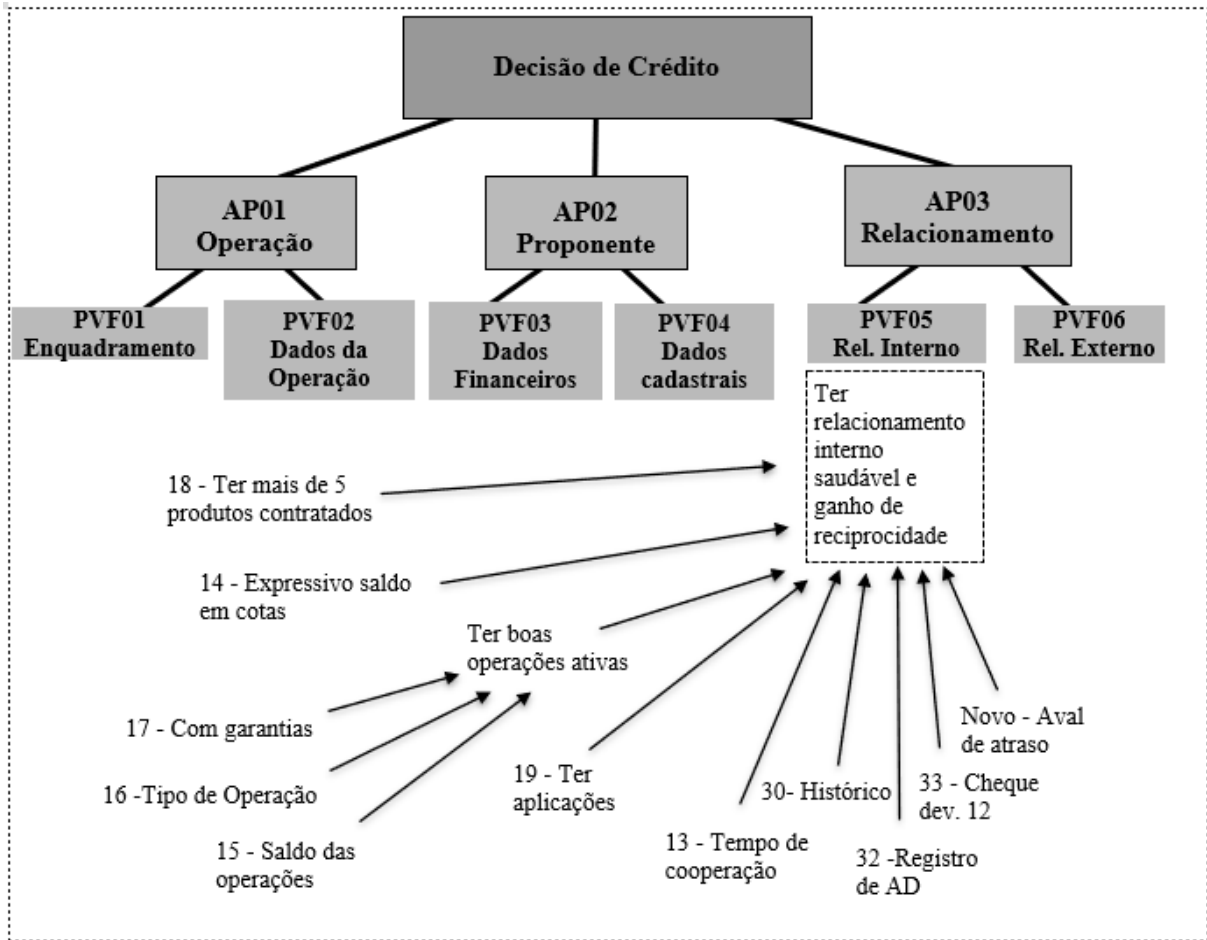 Decisão de Crédito
AP01
Operação
AP02
Proponente
AP03
Relacionamento
PVF01
Enquadramento
PVF02
Dados da
Operação
PVF03
Dados
Financeiros
PVF04
Dados
cadastrais
PVF05
Rel. Interno
PVF06
Rel. Externo
Ter
relacionamento
interno
saudável e
ganho de
reciprocidade
18 - Ter mais de 5
produtos contratados
14 - Expressivo saldo
em cotas
Ter boas
operações ativas
17 - Com garantias
16 -Tipo de Operação
15 - Saldo das
operações
19 - Ter
aplicações
13 - Tempo de
cooperação
30- Histórico
32 -Registro
de AD
33 - Cheque
dev. 12
Novo - Aval
de atraso